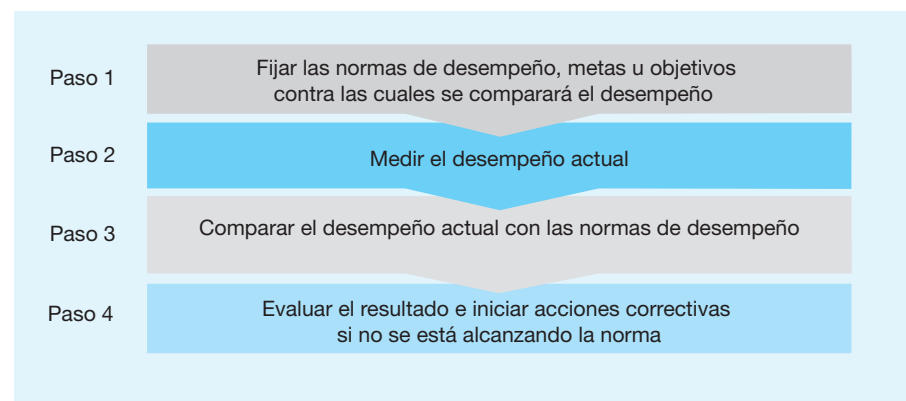 Paso 1
Fijar las normas de desempeño, metas u objetivos
contra las cuales se comparará el desempeño
Paso 2
Medir el desempeño actual
Paso 3
Comparar el desempeño actual con las normas de desempeño
Paso 4
Evaluar el resultado e iniciar acciones correctivas
si no se está alcanzando la norma